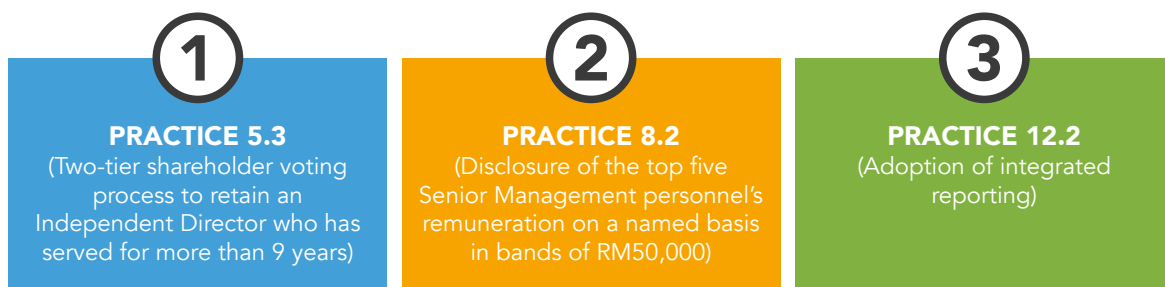 1
PRACTICE 5.3
(Two-tier shareholder voting
process to retain an
Independent Director who has
served for more than 9 years)
2
PRACTICE 8.2
(Disclosure of the top five
Senior Management personnel’s
remuneration on a named basis
in bands of RM50,000)
3
PRACTICE 12.2
(Adoption of integrated
reporting)